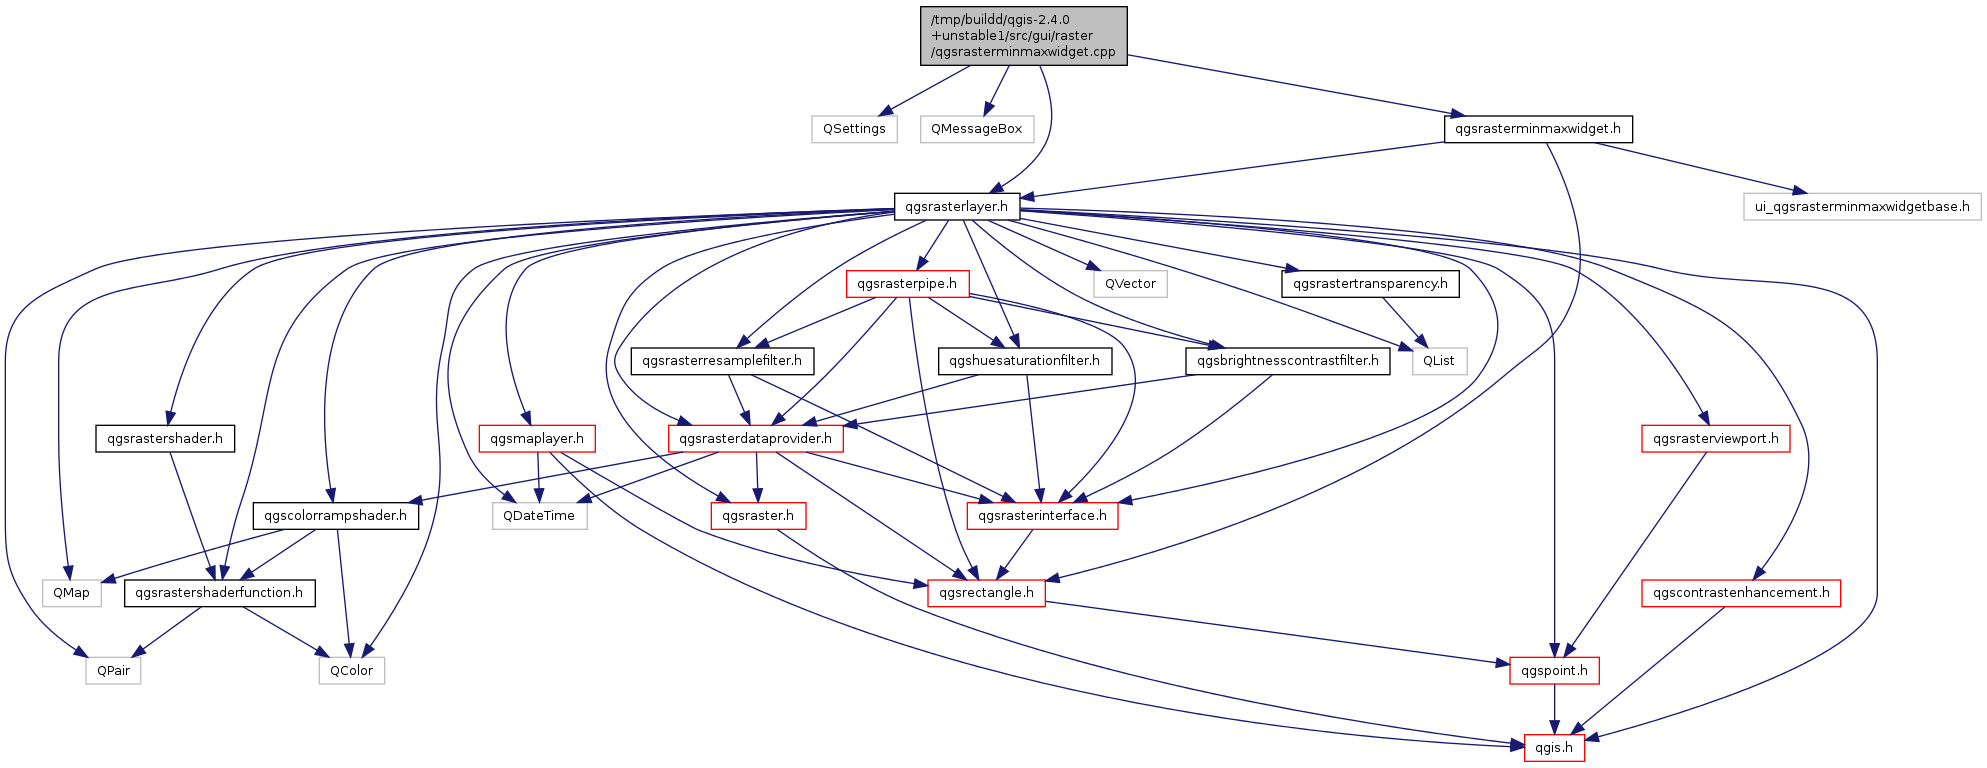 /tmp/buildd/qgis-2.4.0
+unstable1/src/gui/raster
/qgsrasterminmaxwidget.cpp
QSettings
QMessageBox
qgsrasterminmaxwidget.h
qgsrasterlayer.h
ui_qgsrasterminmaxwidgetbase.h
qgsrasterpipe.h
QVector
qgsrastertransparency.h
qgsrasterresamplefilter.h
qgshuesaturationfilter.h
qgsbrightnesscontrastfilter.h
QList
qgsrastershader.h
qgsmaplayer.h
qgsrasterdataprovider.h
qgsrasterviewport.h
qgscolorrampshader.h
QDateTime
qgsraster.h
qgsrasterinterface.h
QMap
qgsrastershaderfunction.h
qgsrectangle.h
qgscontrastenhancement.h
QPair
QColor
qgspoint.h
qgis.h